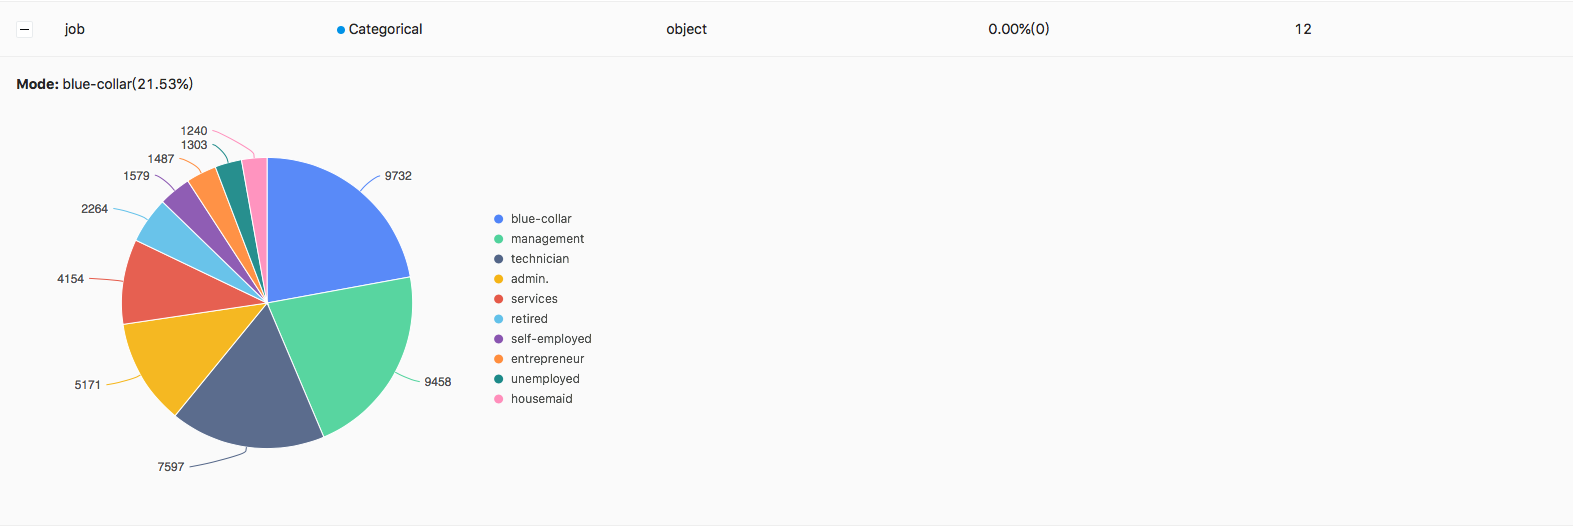 job Categorical object 0.00%(0) 12
Mode: blue-collar(21.53%)
1240
1303
1487
1579
2264
4154
5171
7597
9732
9458
blue-collar
management
technician
admin.
services
retired
self-employed
entrepreneur
unemployed
housemaid